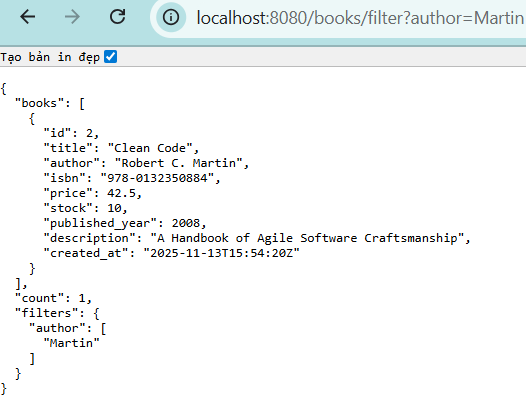 localhost:8080/books/filter?author=Martin
Tạo bản in đẹp
{
  "books": [
    {
      "id": 2,
      "title": "Clean Code",
      "author": "Robert C. Martin",
      "isbn": "978-0132350884",
      "price": 42.5,
      "stock": 10,
      "published_year": 2008,
      "description": "A Handbook of Agile Software Craftsmanship",
      "created_at": "2025-11-13T15:54:20Z"
    }
  ],
  "count": 1,
  "filters": {
    "author": [
      "Martin"
    ]
  }
}